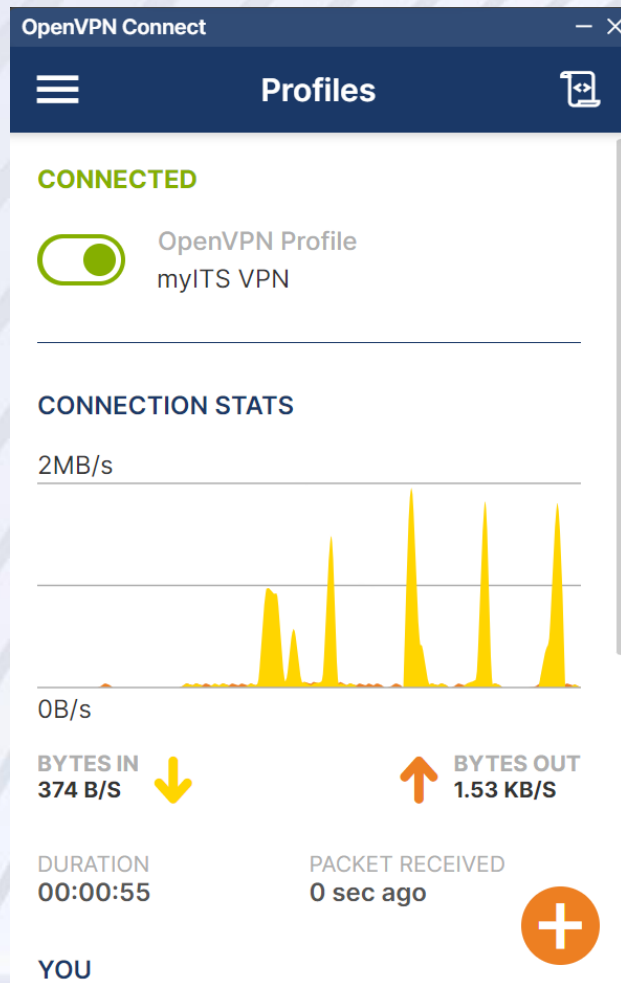 OpenVPN Connect
Profiles
CONNECTED
OpenVPN Profile
myITS VPN
CONNECTION STATS
2MB/s
0B/s
BYTES IN
374 B/S
BYTES OUT
1.53 KB/S
DURATION
00:00:55
PACKET RECEIVED
0 sec ago
YOU